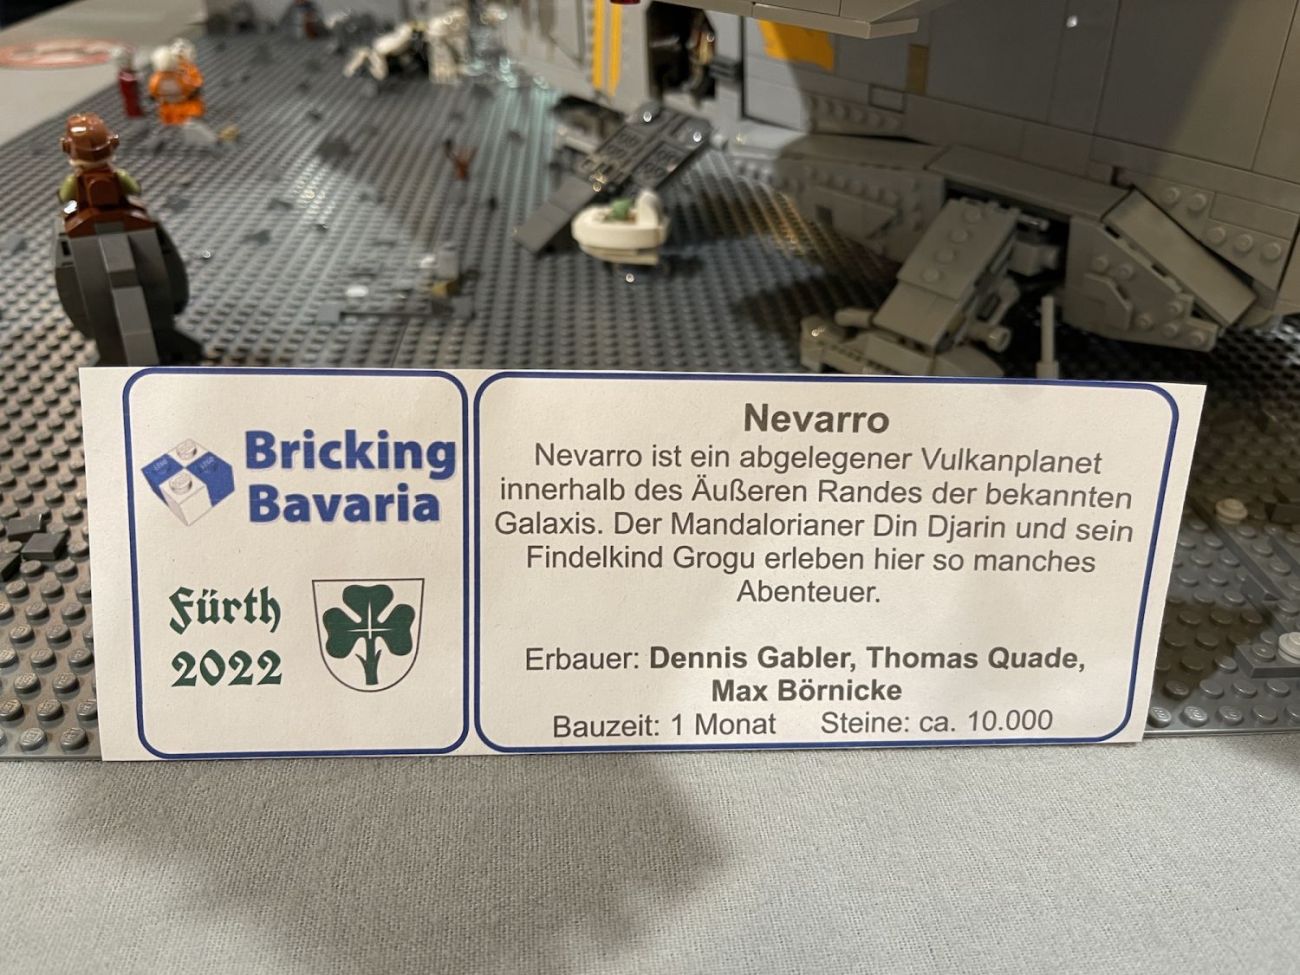 Bricking
Bavaria
Fürth
2022
Nevarro
Nevarro ist ein abgelegener Vulkanplanet
innerhalb des Äußeren Randes der bekannten
Galaxis. Der Mandalorianer Din Djarin und sein
Findelkind Grogu erleben hier so manches
Abenteuer.
Erbauer: Dennis Gabler, Thomas Quade,
Max Börnicke
Bauzeit: 1 Monat Steine: ca. 10.000